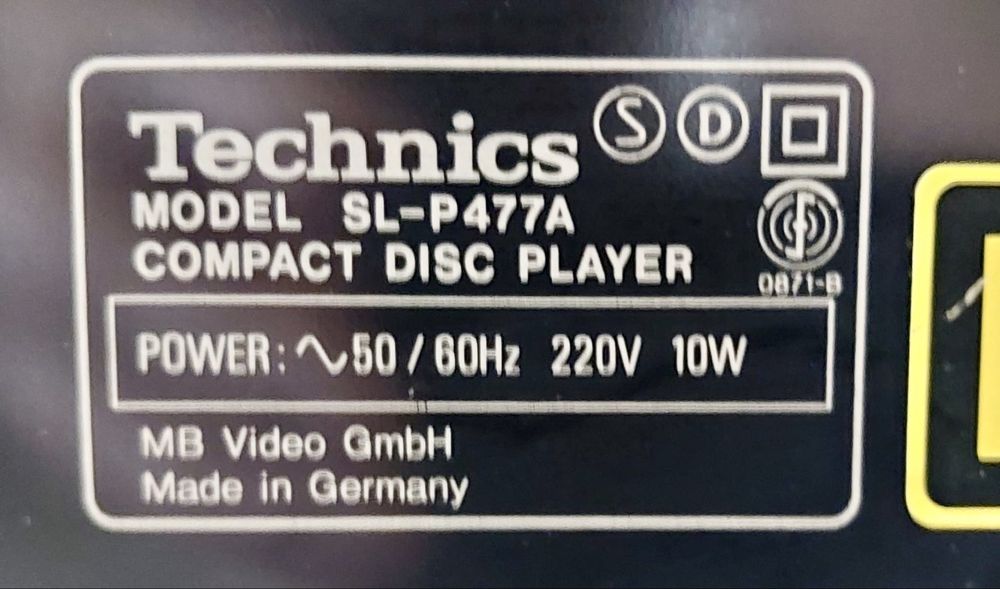 Technics S D
MODEL SL-P477A
COMPACT DISC PLAYER
0871-B
POWER: ∿50/60Hz 220V 10W
MB Video GmbH
Made in Germany